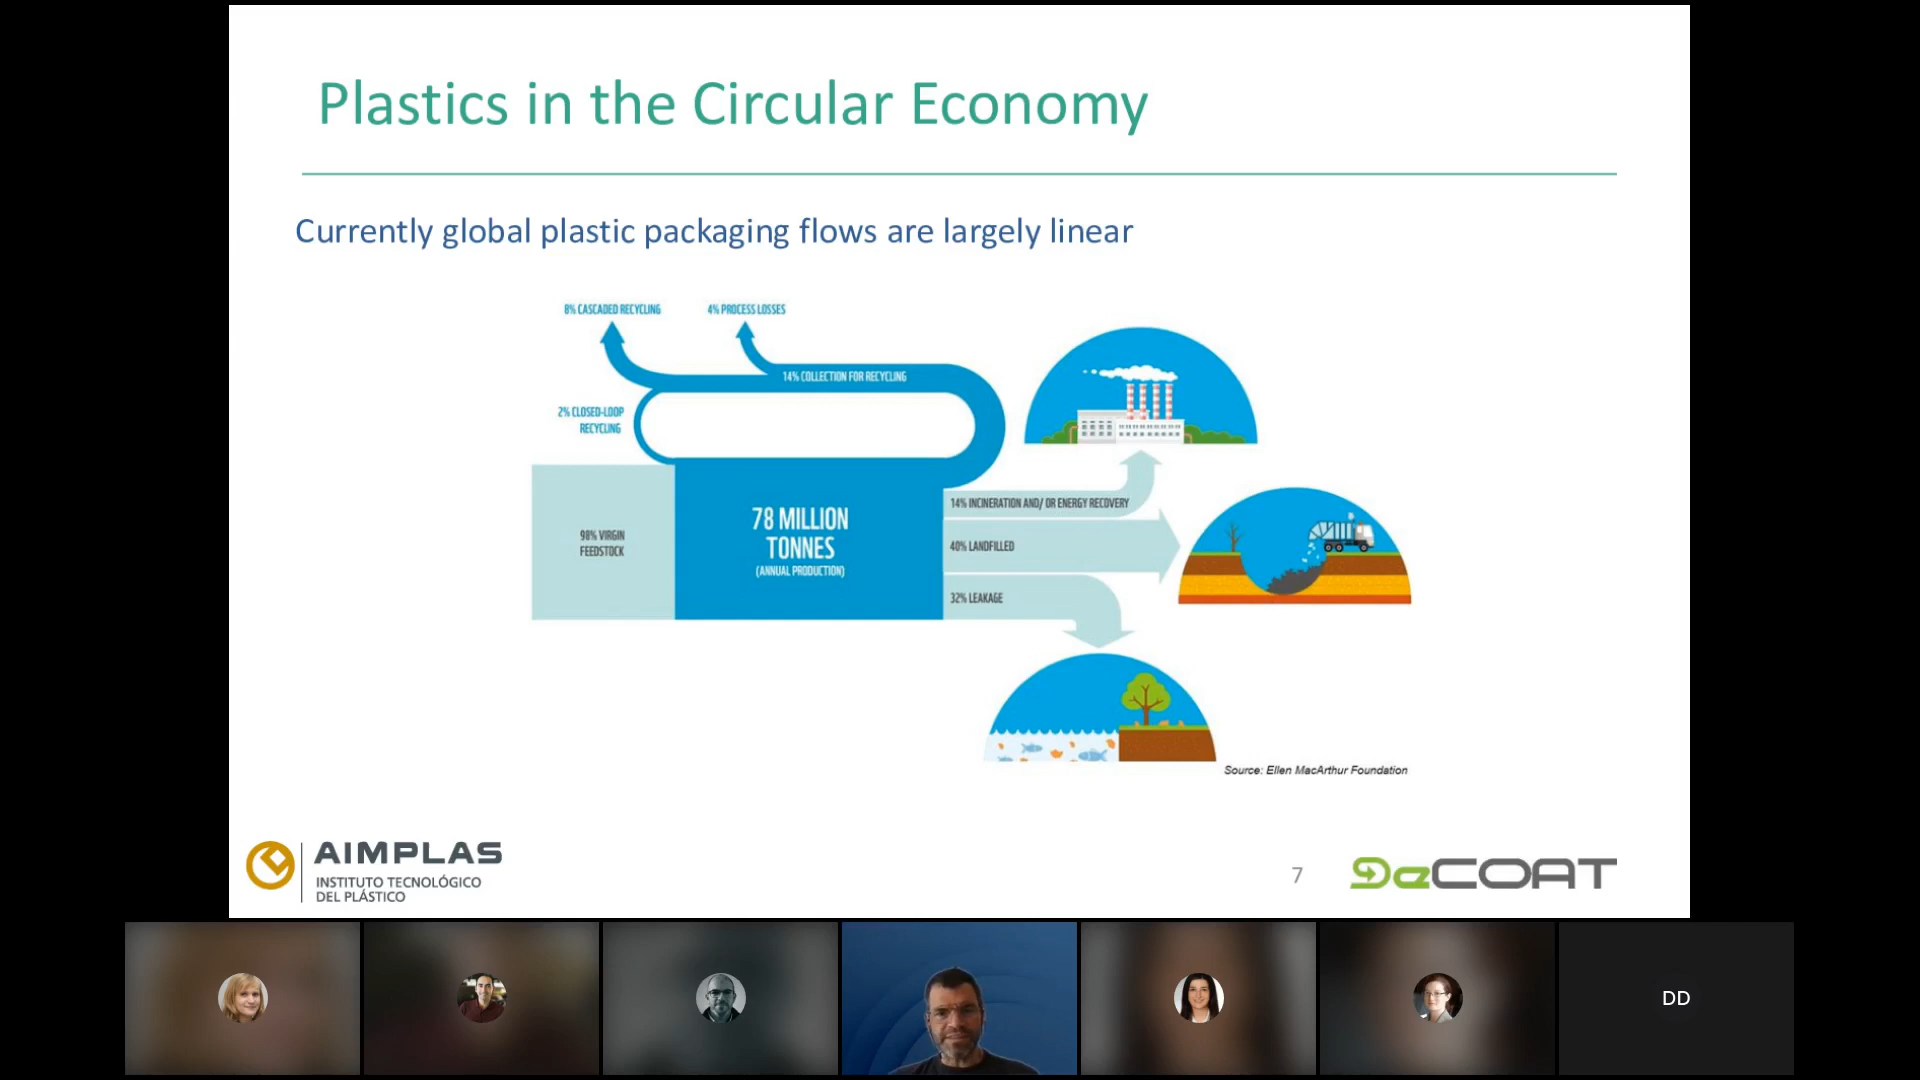 Plastics in the Circular Economy
Currently global plastic packaging flows are largely linear
8% CASCADED RECYCLING
4% PROCESS LOSSES
14% COLLECTION FOR RECYCLING
2% CLOSED-LOOP
RECYCLING
98% VIRGIN
FEEDSTOCK
78 MILLION
TONNES
(ANNUAL PRODUCTION)
14% INCINERATION AND/ OR ENERGY RECOVERY
40% LANDFILLED
32% LEAKAGE
Source: Ellen MacArthur Foundation
AIMPLAS
INSTITUTO TECNOLÓGICO
DEL PLÁSTICO
7
DeCOAT
DD